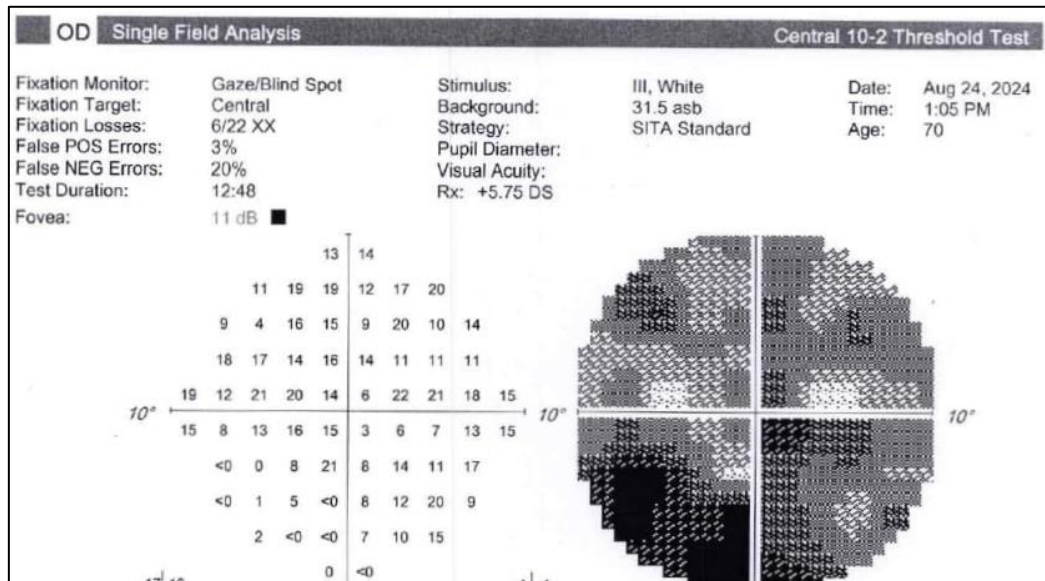 OD Single Field Analysis Central 10-2 Threshold Test
Fixation Monitor: Gaze/Blind Spot Stimulus: III, White Date: Aug 24, 2024
Fixation Target: Central Background: 31.5 asb Time: 1:05 PM
Fixation Losses: 6/22 XX Strategy: SITA Standard Age: 70
False POS Errors: 3% Pupil Diameter:
False NEG Errors: 20% Visual Acuity:
Test Duration: 12:48 Rx: +5.75 DS
Fovea: 11 dB ■
13 14
11 19 19 12 17 20
9 4 16 15 9 20 10 14
18 17 14 16 14 11 11 11
19 12 21 20 14 6 22 21 18 15
10° 10° 10°
15 8 13 16 15 3 6 7 13 15
<0 0 8 21 8 14 11 17
<0 1 5 <0 8 12 20 9
2 <0 <0 7 10 15
0 <0